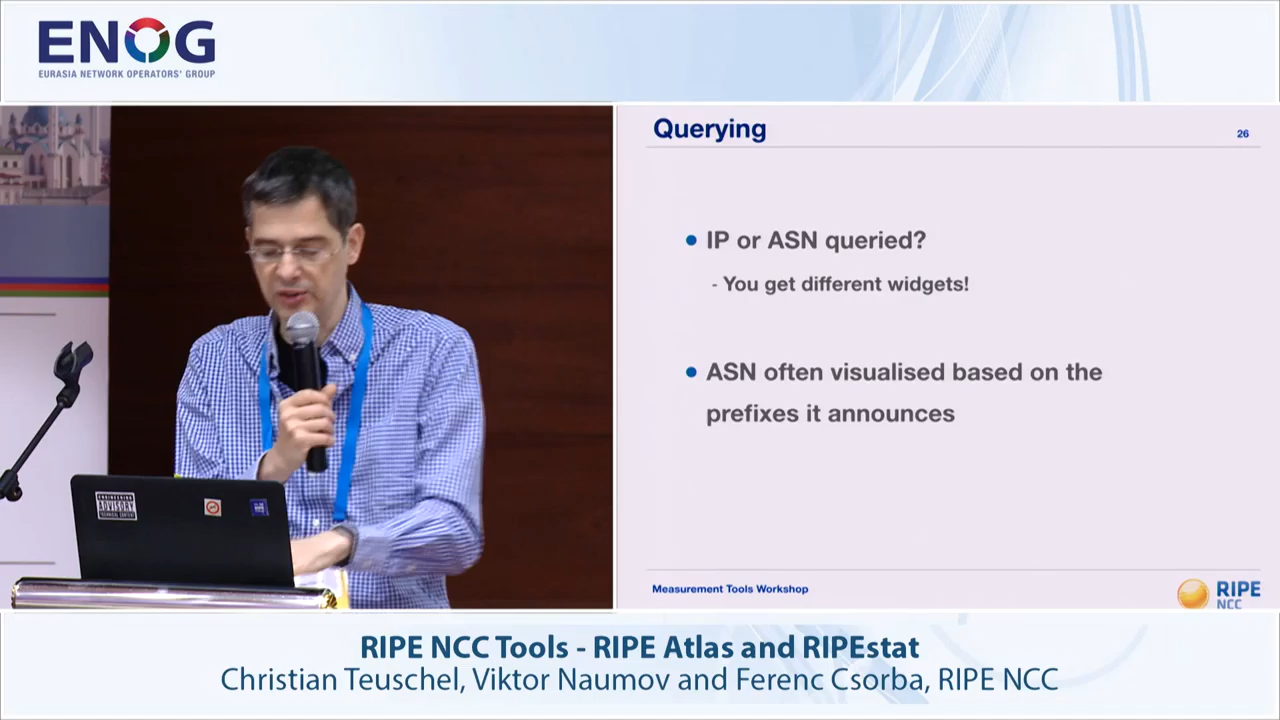 ENOG
EURASIA NETWORK OPERATORS' GROUP
Querying
26
• IP or ASN queried?
- You get different widgets!
• ASN often visualised based on the
prefixes it announces
ADVISORY
Measurement Tools Workshop
RIPE
NCC
RIPE NCC Tools - RIPE Atlas and RIPEstat
Christian Teuschel, Viktor Naumov and Ferenc Csorba, RIPE NCC